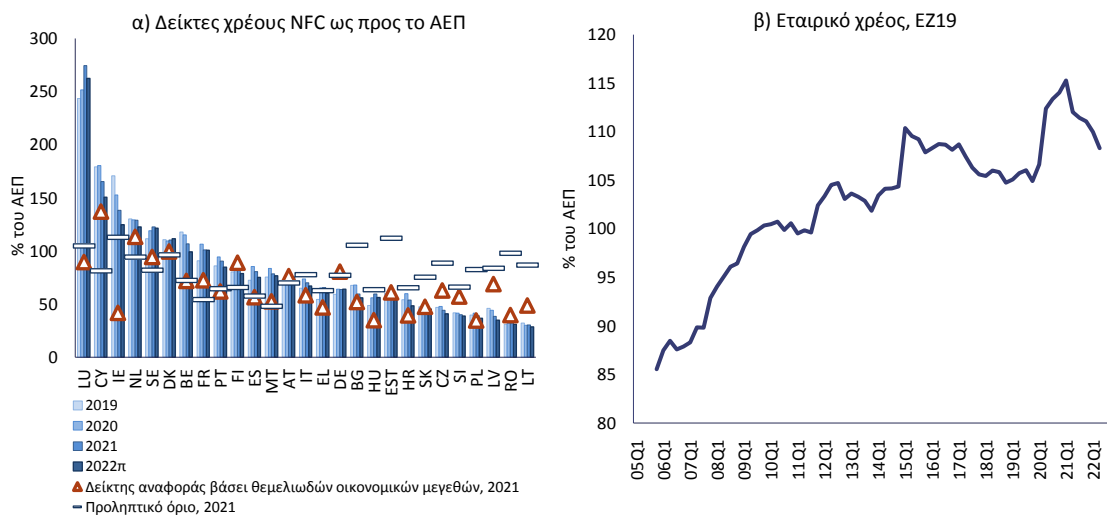 α) Δείκτες χρέους NFC ως προς το ΑΕΠ
% του ΑΕΠ
300
250
200
150
100
50
0
LU
CY
IE
NL
SE
DK
BE
FR
PT
FI
ES
MT
AT
IT
EL
DE
BG
HU
EST
HR
SK
CZ
SI
PL
LV
RO
LT
2019
2020
2021
2022π
Δείκτης αναφοράς βάσει θεμελιωδών οικονομικών μεγεθών, 2021
Προληπτικό όριο, 2021
β) Εταιρικό χρέος, ΕΖ19
% του ΑΕΠ
120
115
110
105
100
95
90
85
80
05Q1
06Q1
07Q1
08Q1
09Q1
10Q1
11Q1
12Q1
13Q1
14Q1
15Q1
16Q1
17Q1
18Q1
19Q1
20Q1
21Q1
22Q1